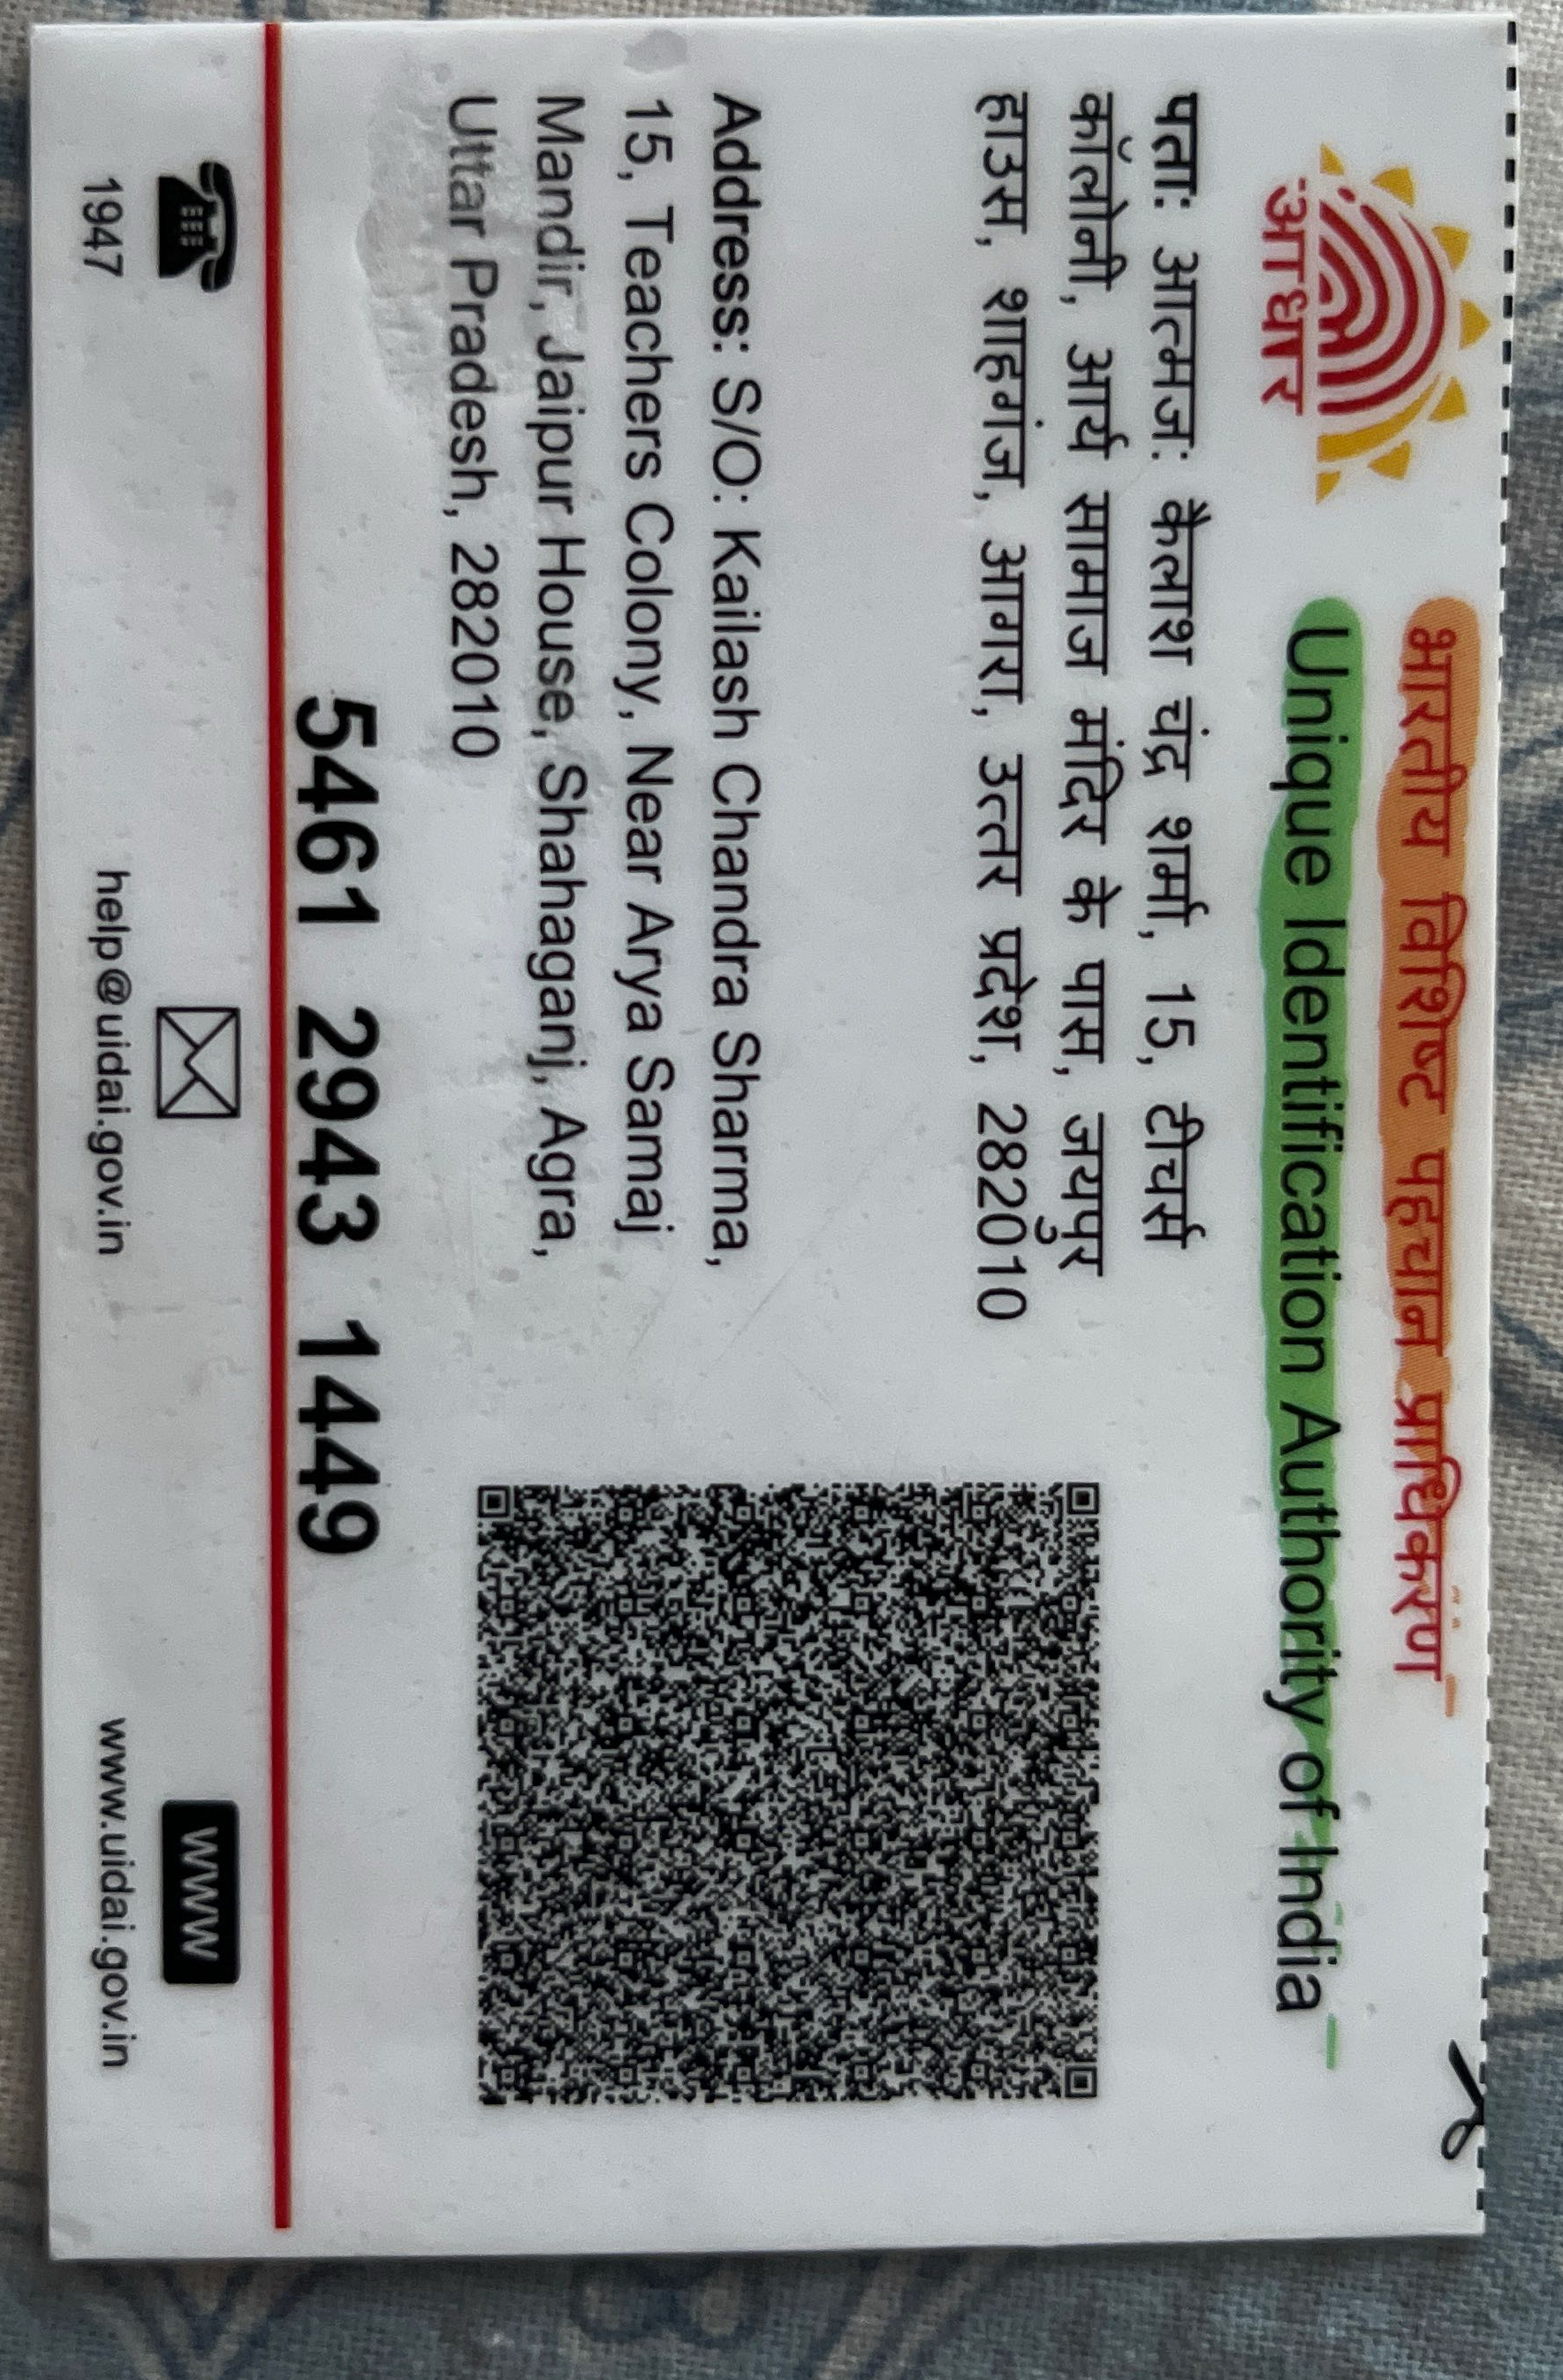 आधार
भारतीय विशिष्ट पहचान प्राधिकरण
Unique Identification Authority of India
पताः आत्मजः कैलाश चंद्र शर्मा, 15, टीचर्स
कॉलोनी, आर्य सामाज मंदिर के पास, जयपुर
हाउस, शाहगंज, आगरा, उत्तर प्रदेश, 282010
Address: S/O: Kailash Chandra Sharma,
15, Teachers Colony, Near Arya Samaj
Mandir, Jaipur House, Shahaganj, Agra,
Uttar Pradesh, 282010
5461 2943 1449
1947
help@uidai.gov.in
www
www.uidai.gov.in